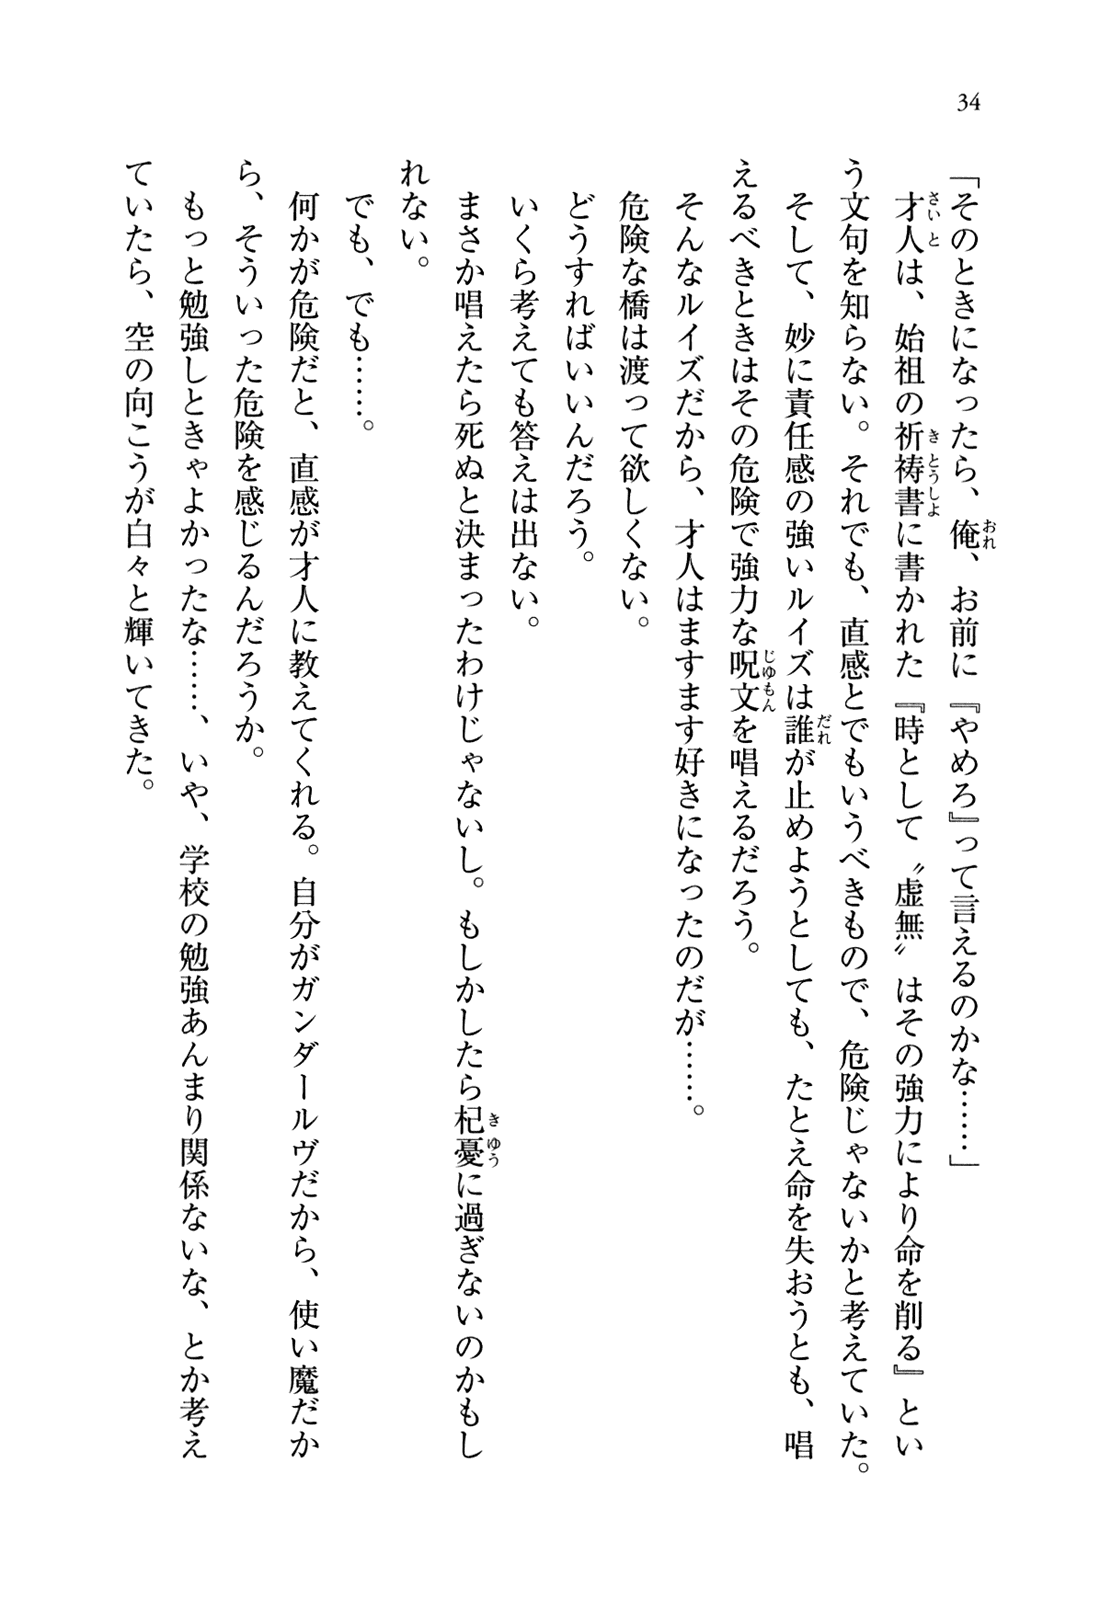 34
「そのときになったら、俺、お前に『やめろ』って言えるのかな……」
才人は、始祖の祈祷書に書かれた『時として〝虚無〟はその強力により命を削る』とい
う文句を知らない。それでも、直感とでもいうべきもので、危険じゃないかと考えていた。
そして、妙に責任感の強いルイズは誰が止めようとしても、たとえ命を失おうとも、唱
えるべきときはその危険で強力な呪文を唱えるだろう。
そんなルイズだから、才人はますます好きになったのだが……。
危険な橋は渡って欲しくない。
どうすればいいんだろう。
いくら考えても答えは出ない。
まさか唱えたら死ぬと決まったわけじゃないし。もしかしたら杞憂に過ぎないのかもし
れない。
でも、でも……。
何かが危険だと、直感が才人に教えてくれる。自分がガンダールヴだから、使い魔だか
ら、そういった危険を感じるんだろうか。
もっと勉強しときゃよかったな……、いや、学校の勉強あんまり関係ないな、とか考え
ていたら、空の向こうが白々と輝いてきた。